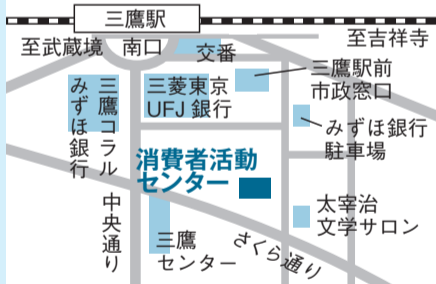 三鷹駅
至武蔵境
南口
交番
至吉祥寺
三鷹駅前
市政窓口
三菱東京
UFJ 銀行
三鷹コラル
みずほ銀行
みずほ銀行
駐車場
消費者活動
センター
中央通り
三鷹
センター
さくら通り
太宰治
文学サロン